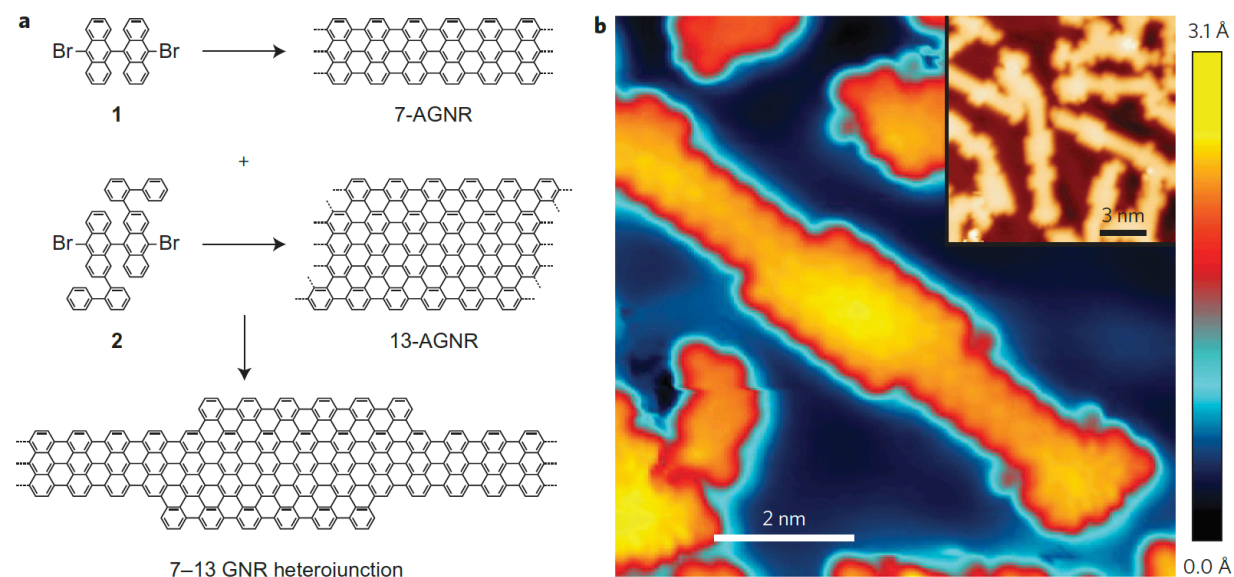 a
Br
Br
1
7-AGNR
+
Br
Br
2
13-AGNR
7–13 GNR heterojunction
b
3 nm
2 nm
3.1 Å
0.0 Å